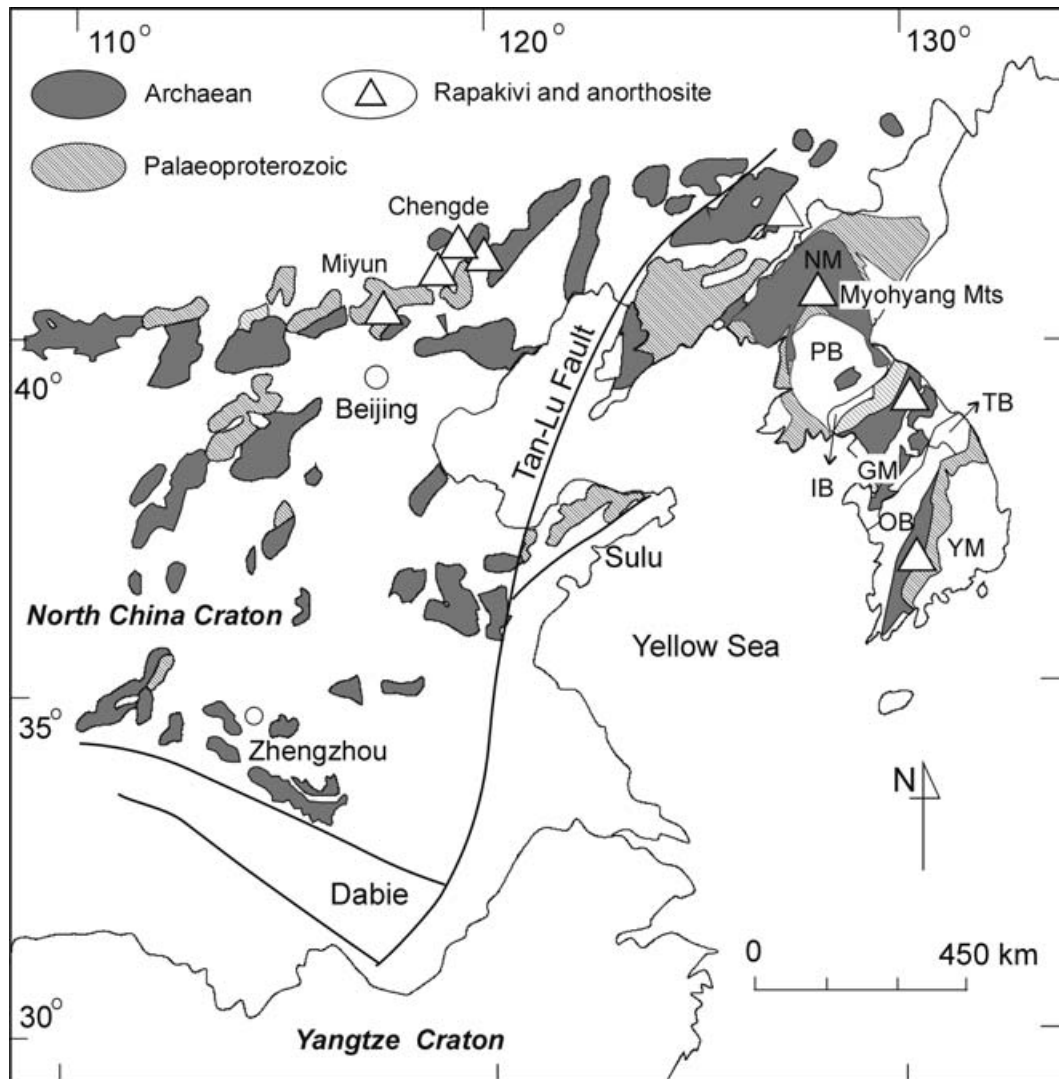 110°
120°
130°
Archaean
Rapakivi and anorthosite
Palaeoproterozoic
Chengde
Miyun
NM
Myohyang Mts
PB
40°
Beijing
Tan-Lu Fault
TB
IB
GM
OB
YM
Sulu
North China Craton
Yellow Sea
35°
Zhengzhou
N
Dabie
0
450 km
30°
Yangtze Craton